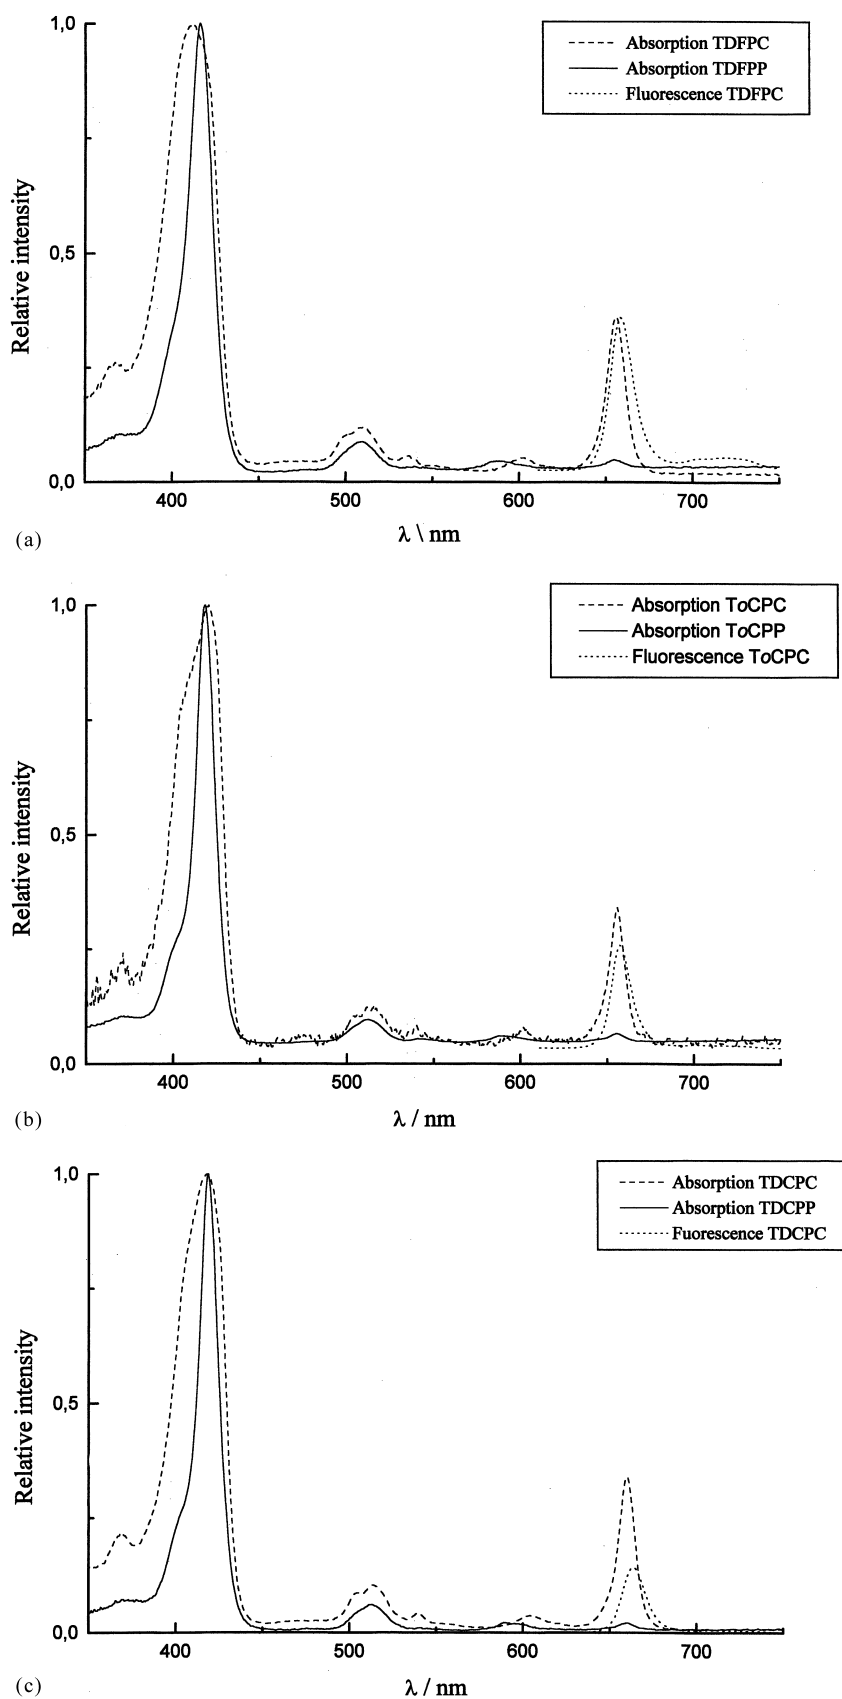 1,0
Absorption TDFPC
Absorption TDFPP
Fluorescence TDFPC
Relative intensity
0,5
0,0
400 500 600 700
λ \ nm
(a)
1,0
Absorption ToCPC
Absorption ToCPP
Fluorescence ToCPC
Relative intensity
0,5
0,0
400 500 600 700
λ / nm
(b)
1,0
Absorption TDCPC
Absorption TDCPP
Fuorescence TDCPC
Relative intensity
0,5
0,0
400 500 600 700
λ / nm
(c)